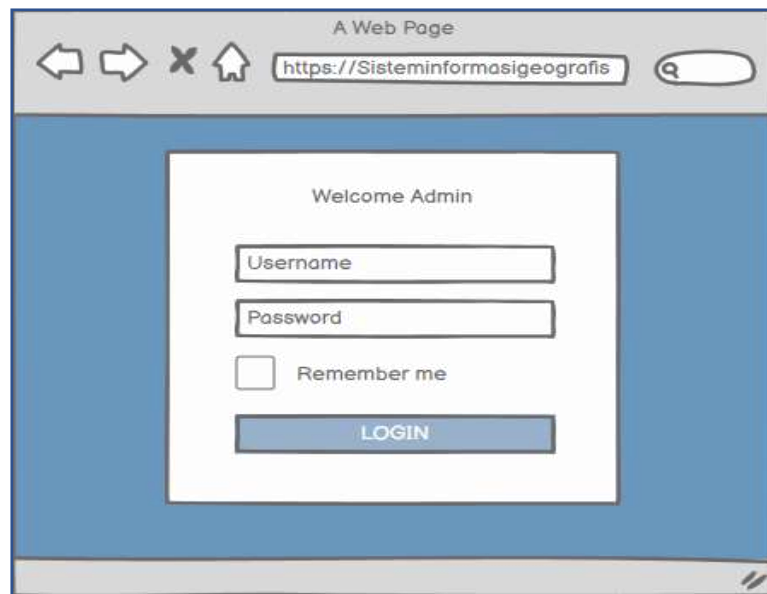 A Web Page
https://Sisteminformasigeografis
Welcome Admin
Username
Password
Remember me
LOGIN